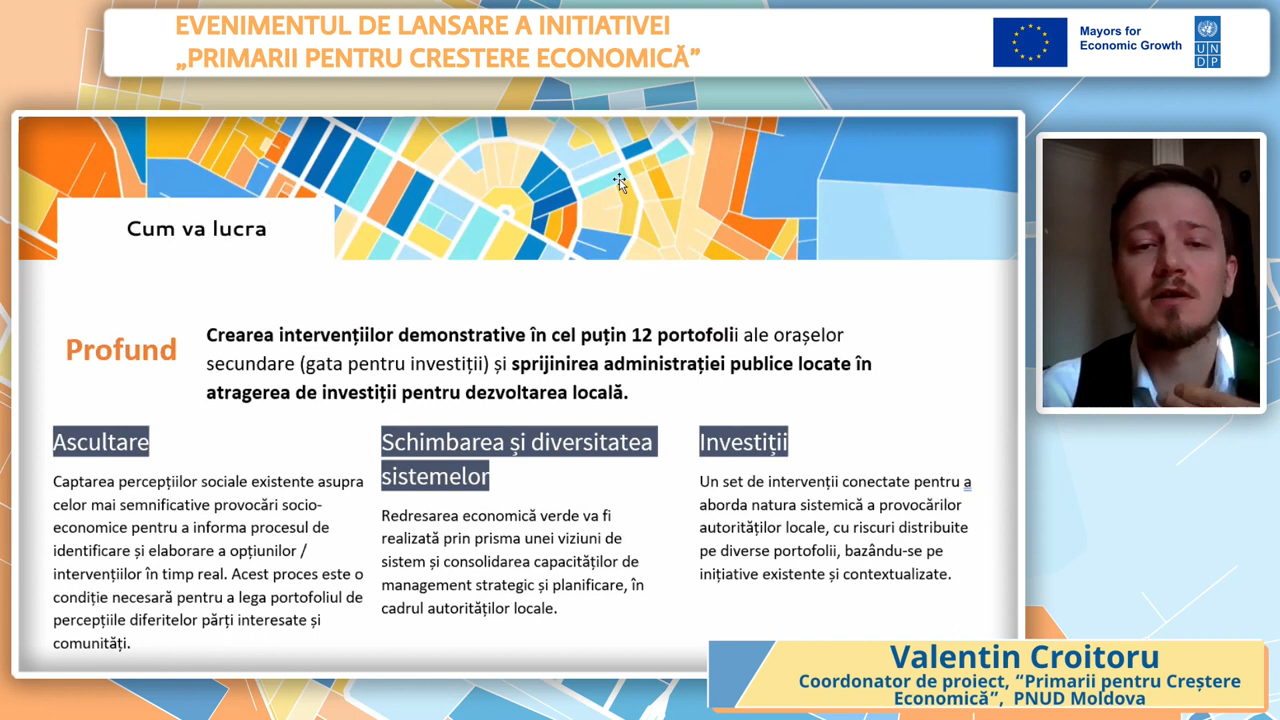 EVENIMENTUL DE LANSARE A INITIATIVEI
„PRIMARII PENTRU CRESTERE ECONOMICĂ”
Mayors for
Economic Growth
UN
DP
Cum va lucra
Profund
Crearea intervențiilor demonstrative în cel puțin 12 portofolii ale orașelor
secundare (gata pentru investiții) și sprijinirea administrației publice locate în
atragerea de investiții pentru dezvoltarea locală.
Ascultare
Captarea percepțiilor sociale existente asupra
celor mai semnificative provocări socio-
economice pentru a informa procesul de
identificare și elaborare a opțiunilor /
intervențiilor în timp real. Acest proces este o
condiție necesară pentru a lega portofoliul de
percepțiile diferitelor părți interesate și
comunități.
Schimbarea și diversitatea
sistemelor
Redresarea economică verde va fi
realizată prin prisma unei viziuni de
sistem și consolidarea capacităților de
management strategic și planificare, în
cadrul autorităților locale.
Investiții
Un set de intervenții conectate pentru a
aborda natura sistemică a provocărilor
autorităților locale, cu riscuri distribuite
pe diverse portofolii, bazându-se pe
inițiative existente și contextualizate.
Valentin Croitoru
Coordonator de proiect, “Primarii pentru Creștere
Economică”, PNUD Moldova